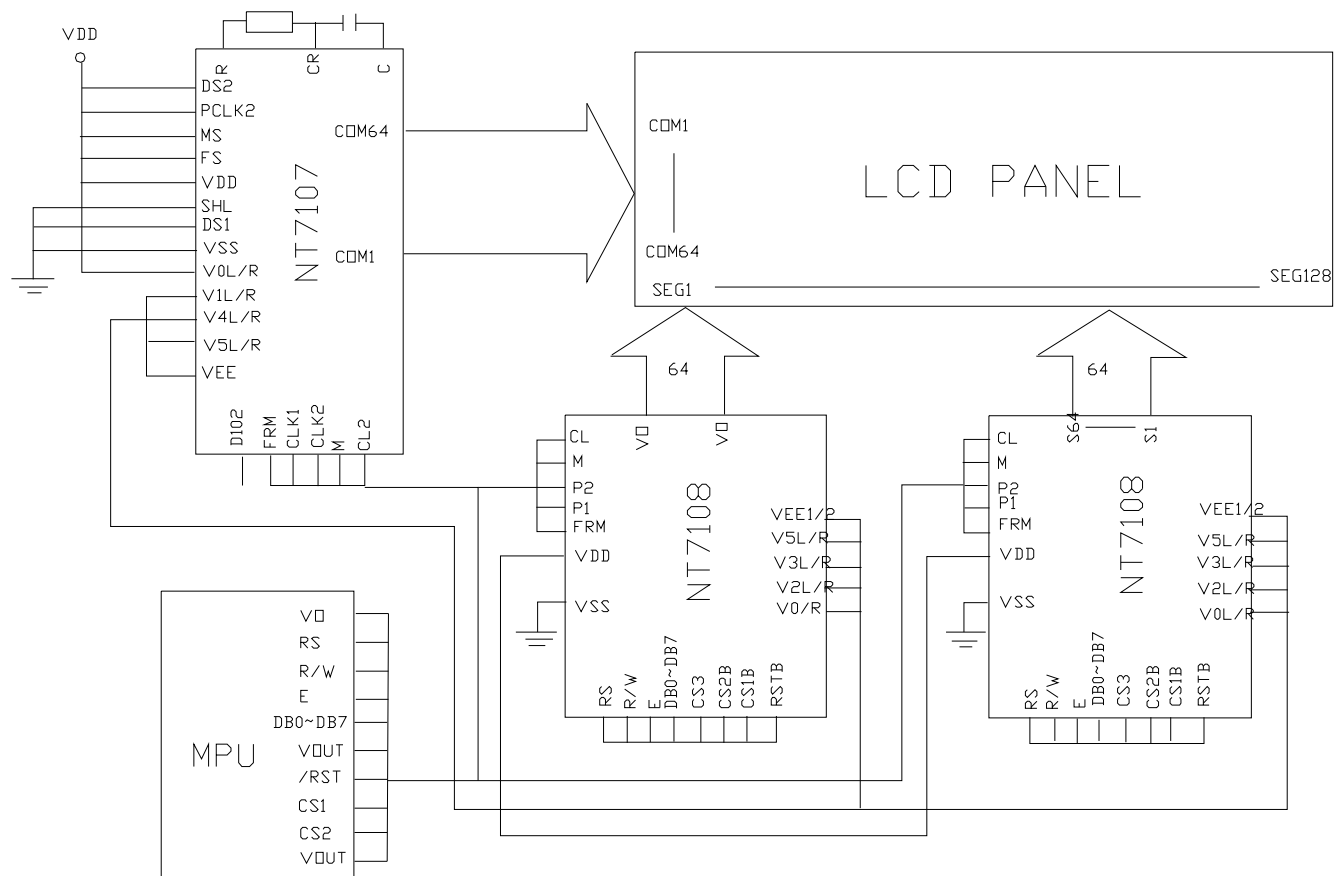 VDD
R
CR
C
DS2
PCLK2
MS
FS
VDD
SHL
DS1
VSS
V0L/R
V1L/R
V4L/R
V5L/R
VEE
COM64
COM1
NT7107
DIO2
FRM
CLK1
CLK2
M
CL2
COM1
COM64
LCD PANEL
SEG1
SEG128
64
64
VO
VO
CL
M
P2
P1
FRM
VDD
VSS
NT7108
VEE1/2
V5L/R
V3L/R
V2L/R
V0/R
RS
R/W
E
DB0~DB7
CS3
CS2B
CS1B
RSTB
S64
S1
CL
M
P2
P1
FRM
VDD
VSS
NT7108
VEE1/2
V5L/R
V3L/R
V2L/R
V0L/R
RS
R/W
E
DB0~DB7
CS3
CS2B
CS1B
RSTB
MPU
VO
RS
R/W
E
DB0~DB7
VOUT
/RST
CS1
CS2
VOUT